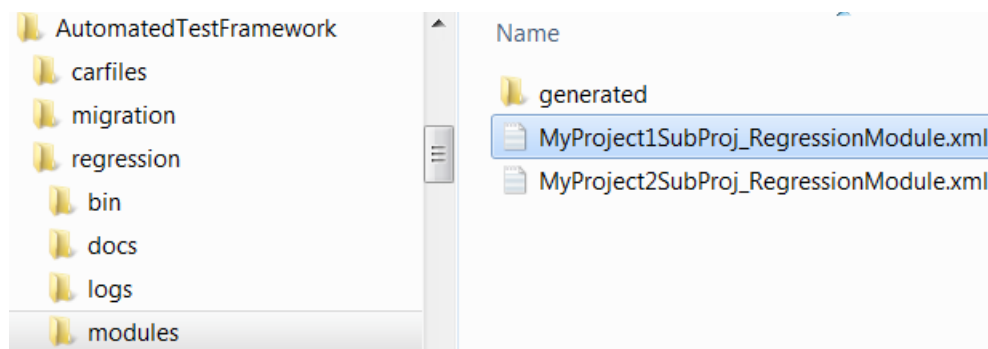 AutomatedTestFramework
carfiles
migration
regression
bin
docs
logs
modules
Name
generated
MyProject1SubProj_RegressionModule.xml
MyProject2SubProj_RegressionModule.xml